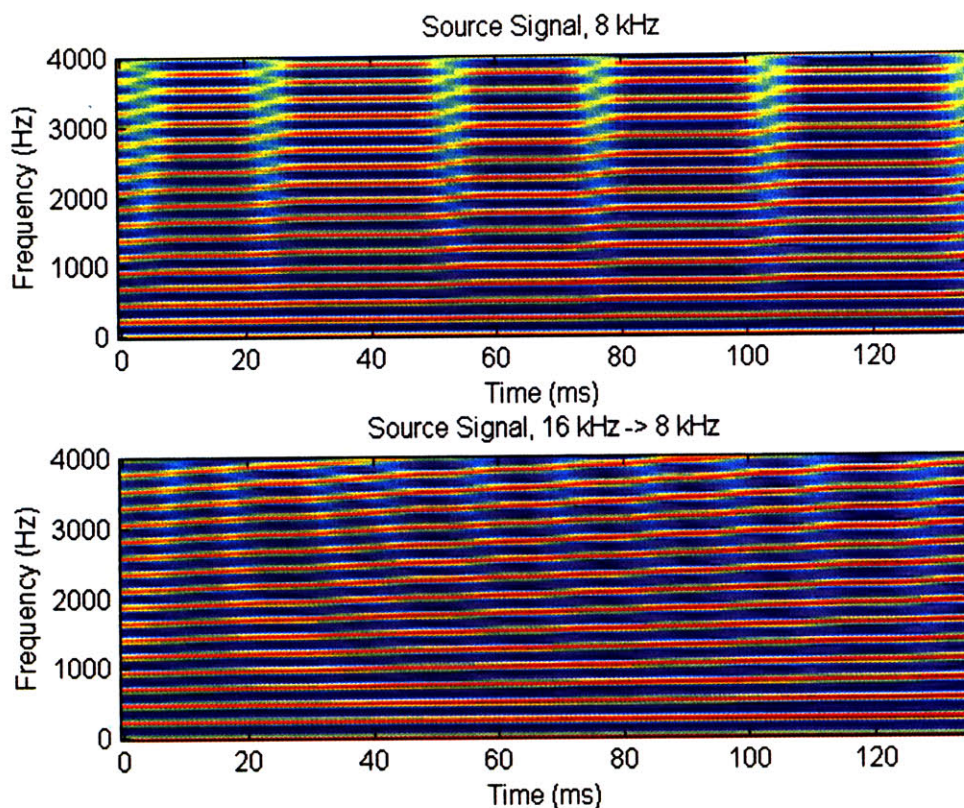 Source Signal, 8 kHz
Frequency (Hz)
4000
3000
2000
1000
0
0 20 40 60 80 100 120
Time (ms)
Source Signal, 16 kHz -> 8 kHz
Frequency (Hz)
4000
3000
2000
1000
0
0 20 40 60 80 100 120
Time (ms)